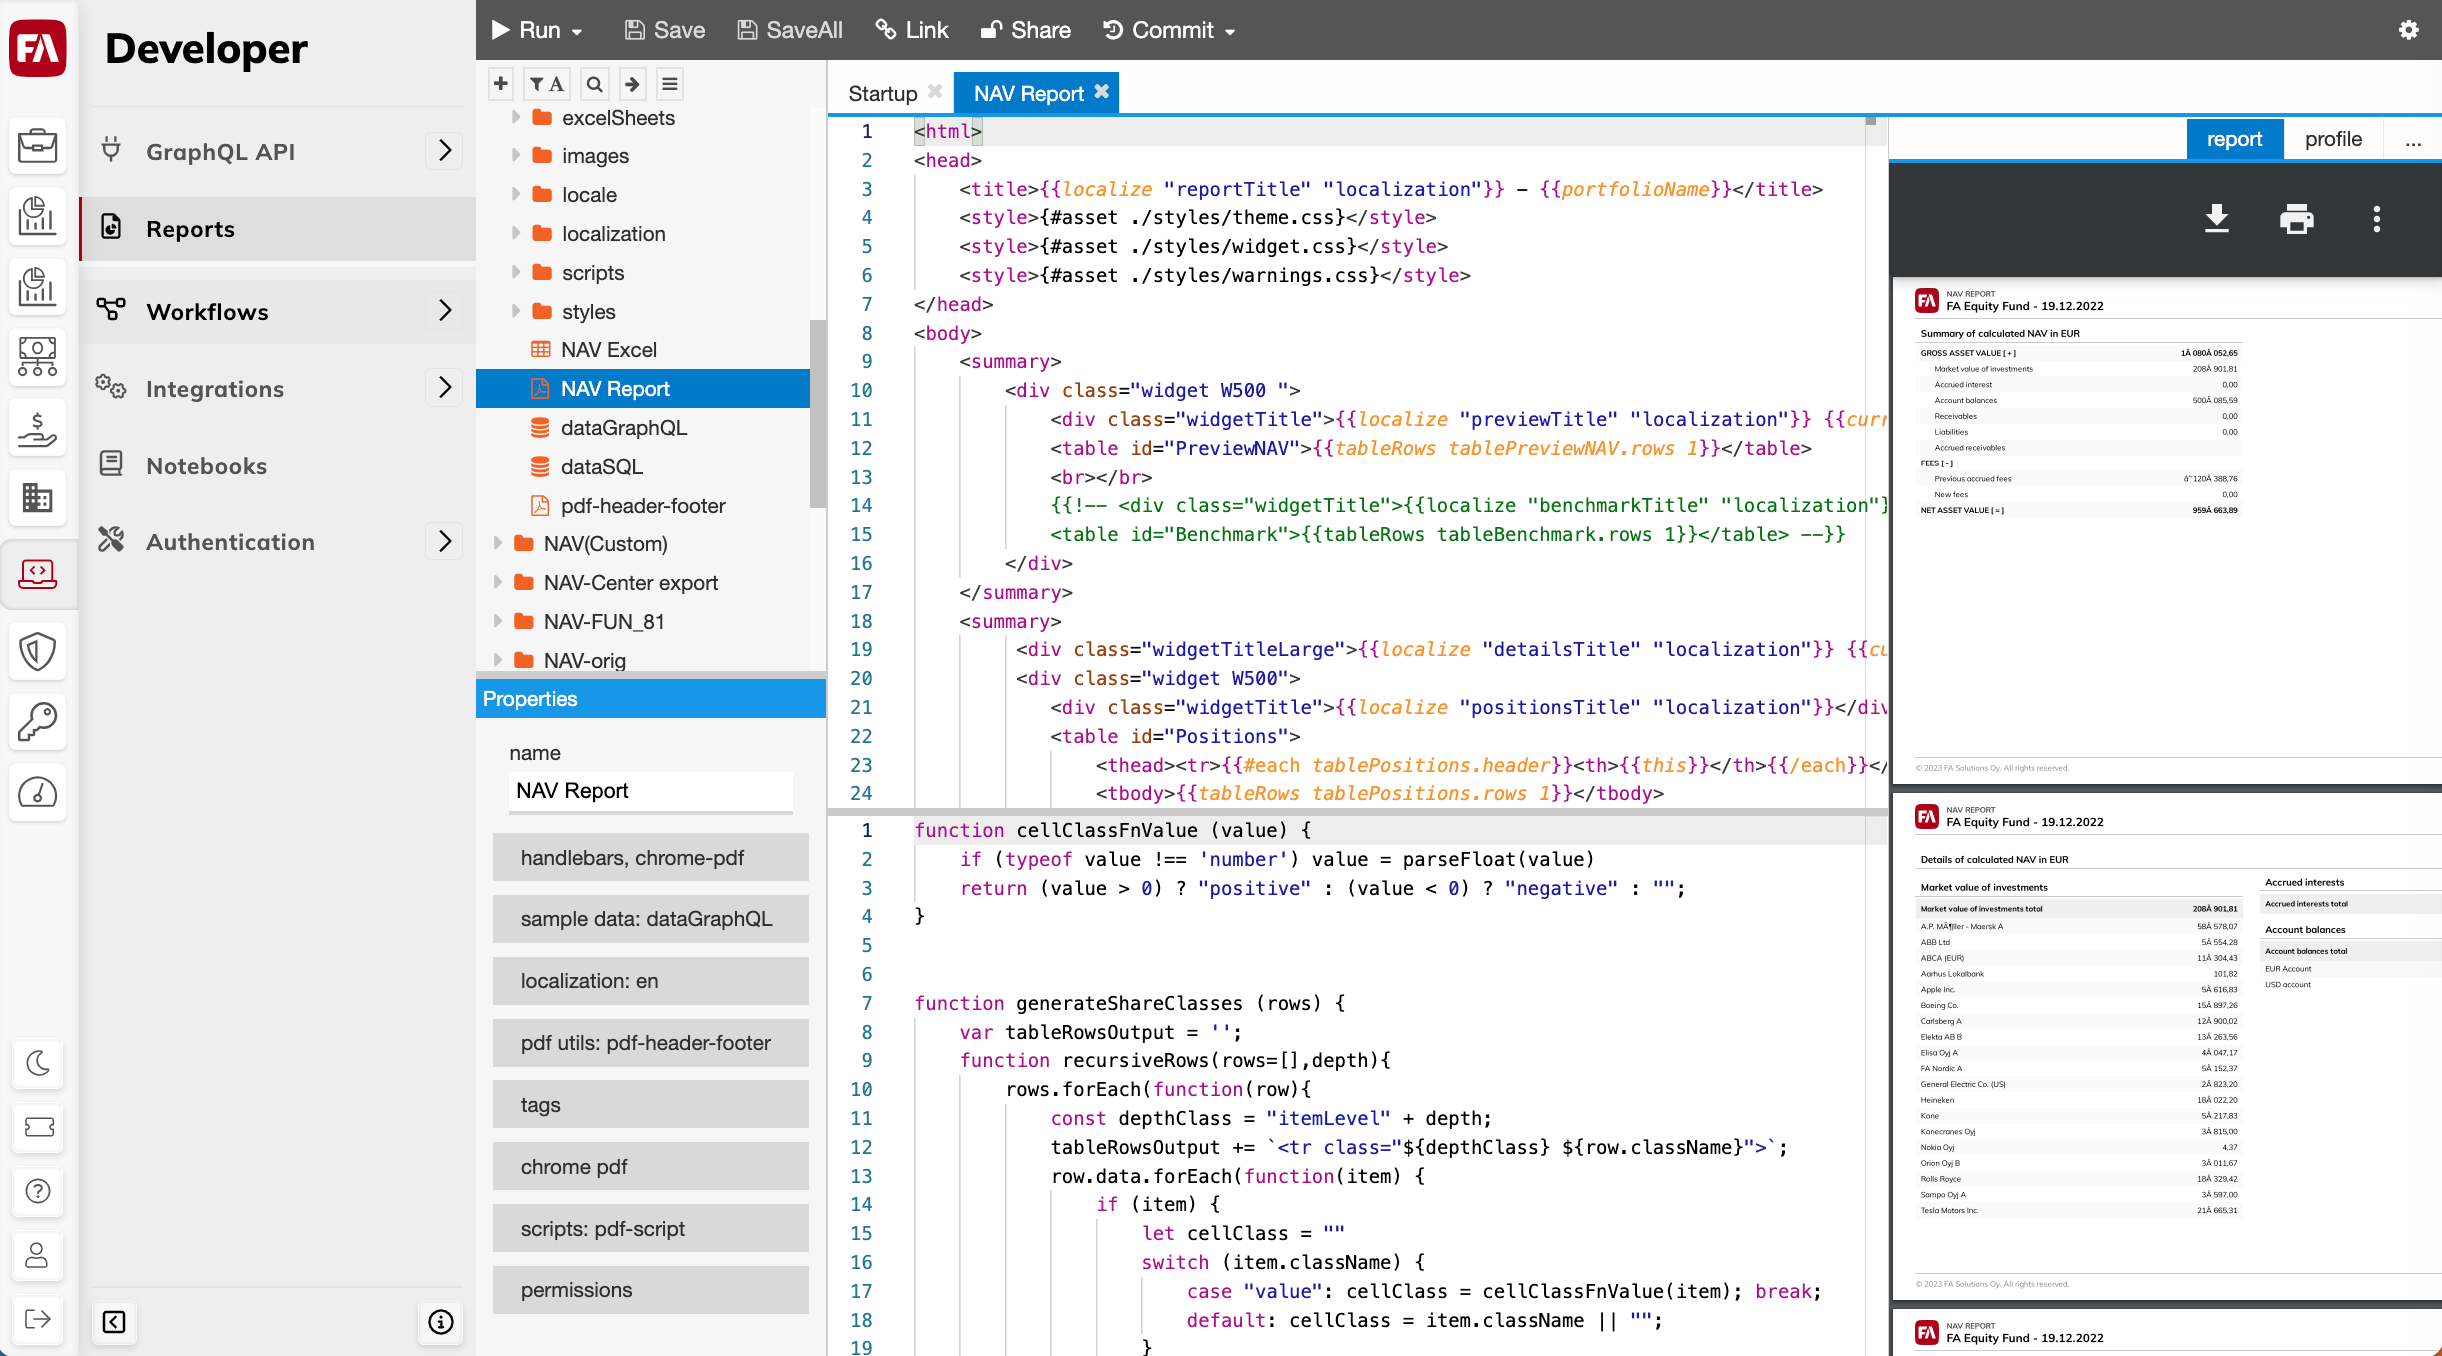 FA
Developer
GraphQL API
Reports
Workflows
Integrations
Notebooks
Authentication
Run
Save
SaveAll
Link
Share
Commit
A
excelSheets
images
locale
localization
scripts
styles
NAV Excel
NAV Report
dataGraphQL
dataSQL
pdf-header-footer
NAV(Custom)
NAV-Center export
NAV-FUN_81
NAV-orig
Properties
name
NAV Report
handlebars, chrome-pdf
sample data: dataGraphQL
localization: en
pdf utils: pdf-header-footer
tags
chrome pdf
scripts: pdf-script
permissions
Startup
NAV Report
1 <html>
2 <head>
3 <title>{{localize "reportTitle" "localization"}} - {{portfolioName}}</title>
4 <style>{#asset ./styles/theme.css}</style>
5 <style>{#asset ./styles/widget.css}</style>
6 <style>{#asset ./styles/warnings.css}</style>
7 </head>
8 <body>
9 <summary>
10 <div class="widget W500 ">
11 <div class="widgetTitle">{{localize "previewTitle" "localization"}} {{curr
12 <table id="PreviewNAV">{{tableRows tablePreviewNAV.rows 1}}</table>
13 <br></br>
14 {{!-- <div class="widgetTitle">{{localize "benchmarkTitle" "localization"}
15 <table id="Benchmark">{{tableRows tableBenchmark.rows 1}}</table> --}}
16 </div>
17 </summary>
18 <summary>
19 <div class="widgetTitleLarge">{{localize "detailsTitle" "localization"}} {{cu
20 <div class="widget W500">
21 <div class="widgetTitle">{{localize "positionsTitle" "localization"}}</div
22 <table id="Positions">
23 <thead><tr>{{#each tablePositions.header}}<th>{{this}}</th>{{/each}}</
24 <tbody>{{tableRows tablePositions.rows 1}}</tbody>
1 function cellClassFnValue (value) {
2 if (typeof value !== 'number') value = parseFloat(value)
3 return (value > 0) ? "positive" : (value < 0) ? "negative" : "";
4 }
5
6
7 function generateShareClasses (rows) {
8 var tableRowsOutput = '';
9 function recursiveRows(rows=[],depth){
10 rows.forEach(function(row){
11 const depthClass = "itemLevel" + depth;
12 tableRowsOutput += `<tr class="${depthClass} ${row.className}">`;
13 row.data.forEach(function(item) {
14 if (item) {
15 let cellClass = ""
16 switch (item.className) {
17 case "value": cellClass = cellClassFnValue(item); break;
18 default: cellClass = item.className || "";
19 }
report
profile
...
FA
NAV REPORT
FA Equity Fund - 19.12.2022
Summary of calculated NAV in EUR
GROSS ASSET VALUE [ + ] 1Â 080Â 052,65
Market value of investments 208Â 901,81
Accrued interest 0,00
Account balances 500Â 085,59
Receivables 0,00
Liabilities 0,00
Accrued receivables
FEES [ - ]
Previous accrued fees âˆ’120Â 388,76
New fees 0,00
NET ASSET VALUE [ = ] 959Â 663,89
© 2023 FA Solutions Oy. All rights reserved.
FA
NAV REPORT
FA Equity Fund - 19.12.2022
Details of calculated NAV in EUR
Market value of investments
Market value of investments total 208Â 901,81
A.P. MÃ¶ller - Maersk A 58Â 578,07
ABB Ltd 5Â 554,28
ABCA (EUR) 11Â 304,43
Aarhus Lokalbank 101,82
Apple Inc. 5Â 616,83
Boeing Co. 15Â 897,26
Carlsberg A 12Â 900,02
Elekta AB B 13Â 263,56
Elisa Oyj A 4Â 047,17
FA Nordic A 5Â 152,37
General Electric Co. (US) 2Â 823,20
Heineken 18Â 022,20
Kone 5Â 217,83
Konecranes Oyj 3Â 815,00
Nokia Oyj 4,37
Orion Oyj B 3Â 011,67
Rolls Royce 18Â 329,42
Sampo Oyj A 3Â 597,00
Tesla Motors Inc. 21Â 665,31
Accrued interests
Accrued interests total
Account balances
Account balances total
EUR Account
USD account
© 2023 FA Solutions Oy. All rights reserved.
FA
NAV REPORT
FA Equity Fund - 19.12.2022